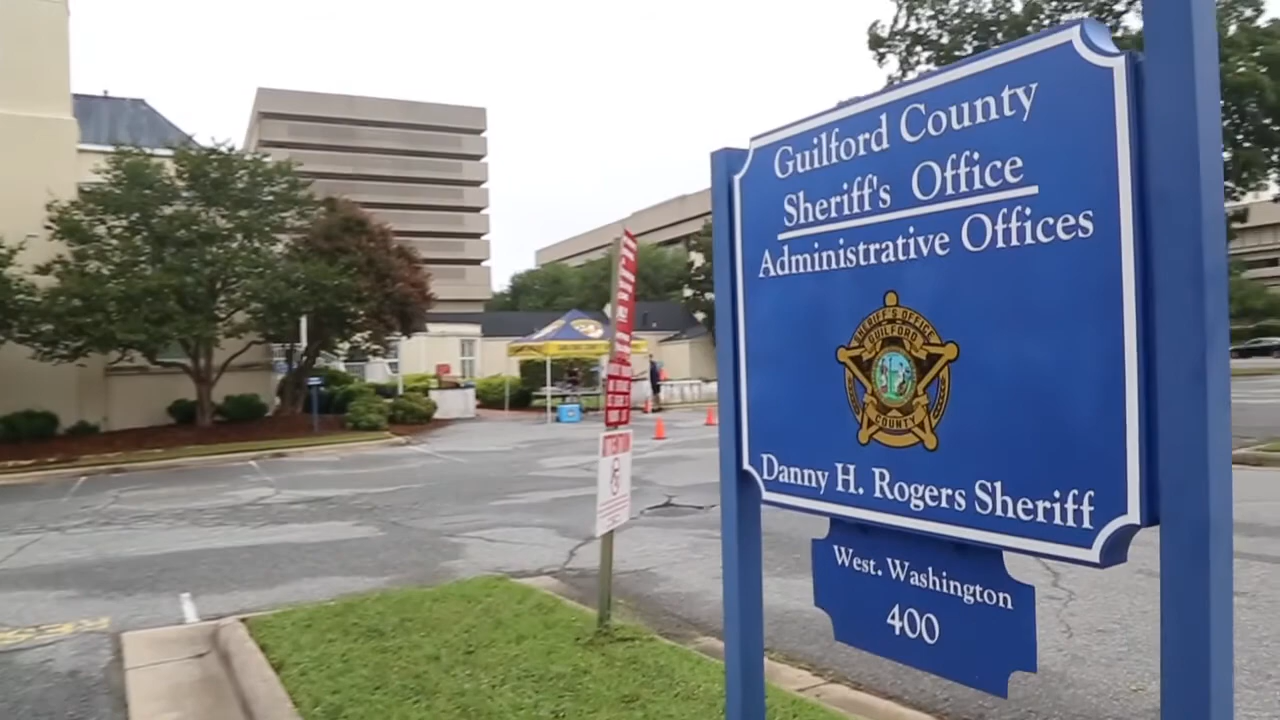 Guilford County
Sheriff's Office
Administrative Offices
SHERIFF'S OFFICE
GUILFORD
COUNTY
Danny H. Rogers Sheriff
West. Washington
400